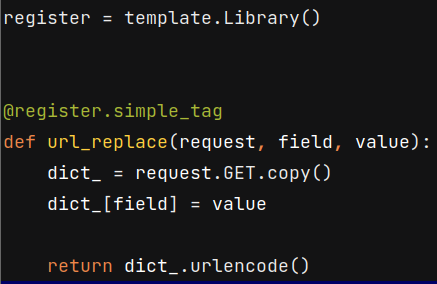 register = template.Library()
@register.simple_tag
def url_replace(request, field, value):
    dict_ = request.GET.copy()
    dict_[field] = value
    return dict_.urlencode()